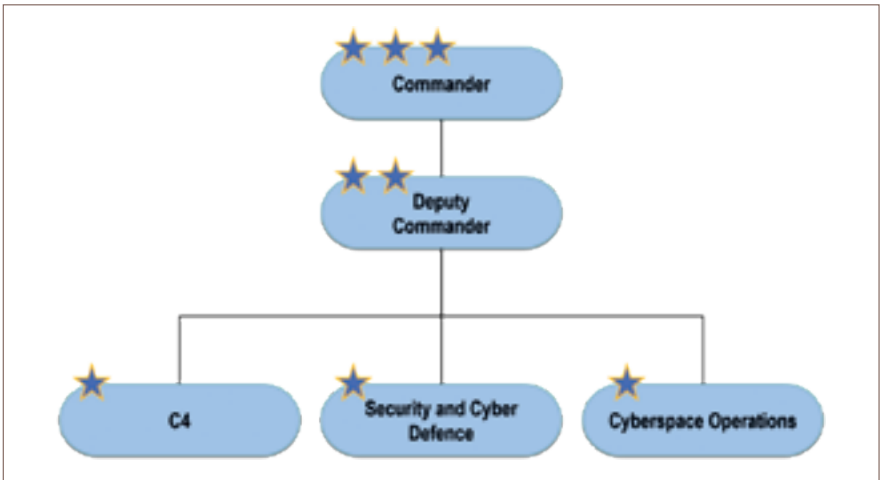 Commander
Deputy
Commander
C4
Security and Cyber
Defence
Cyberspace Operations